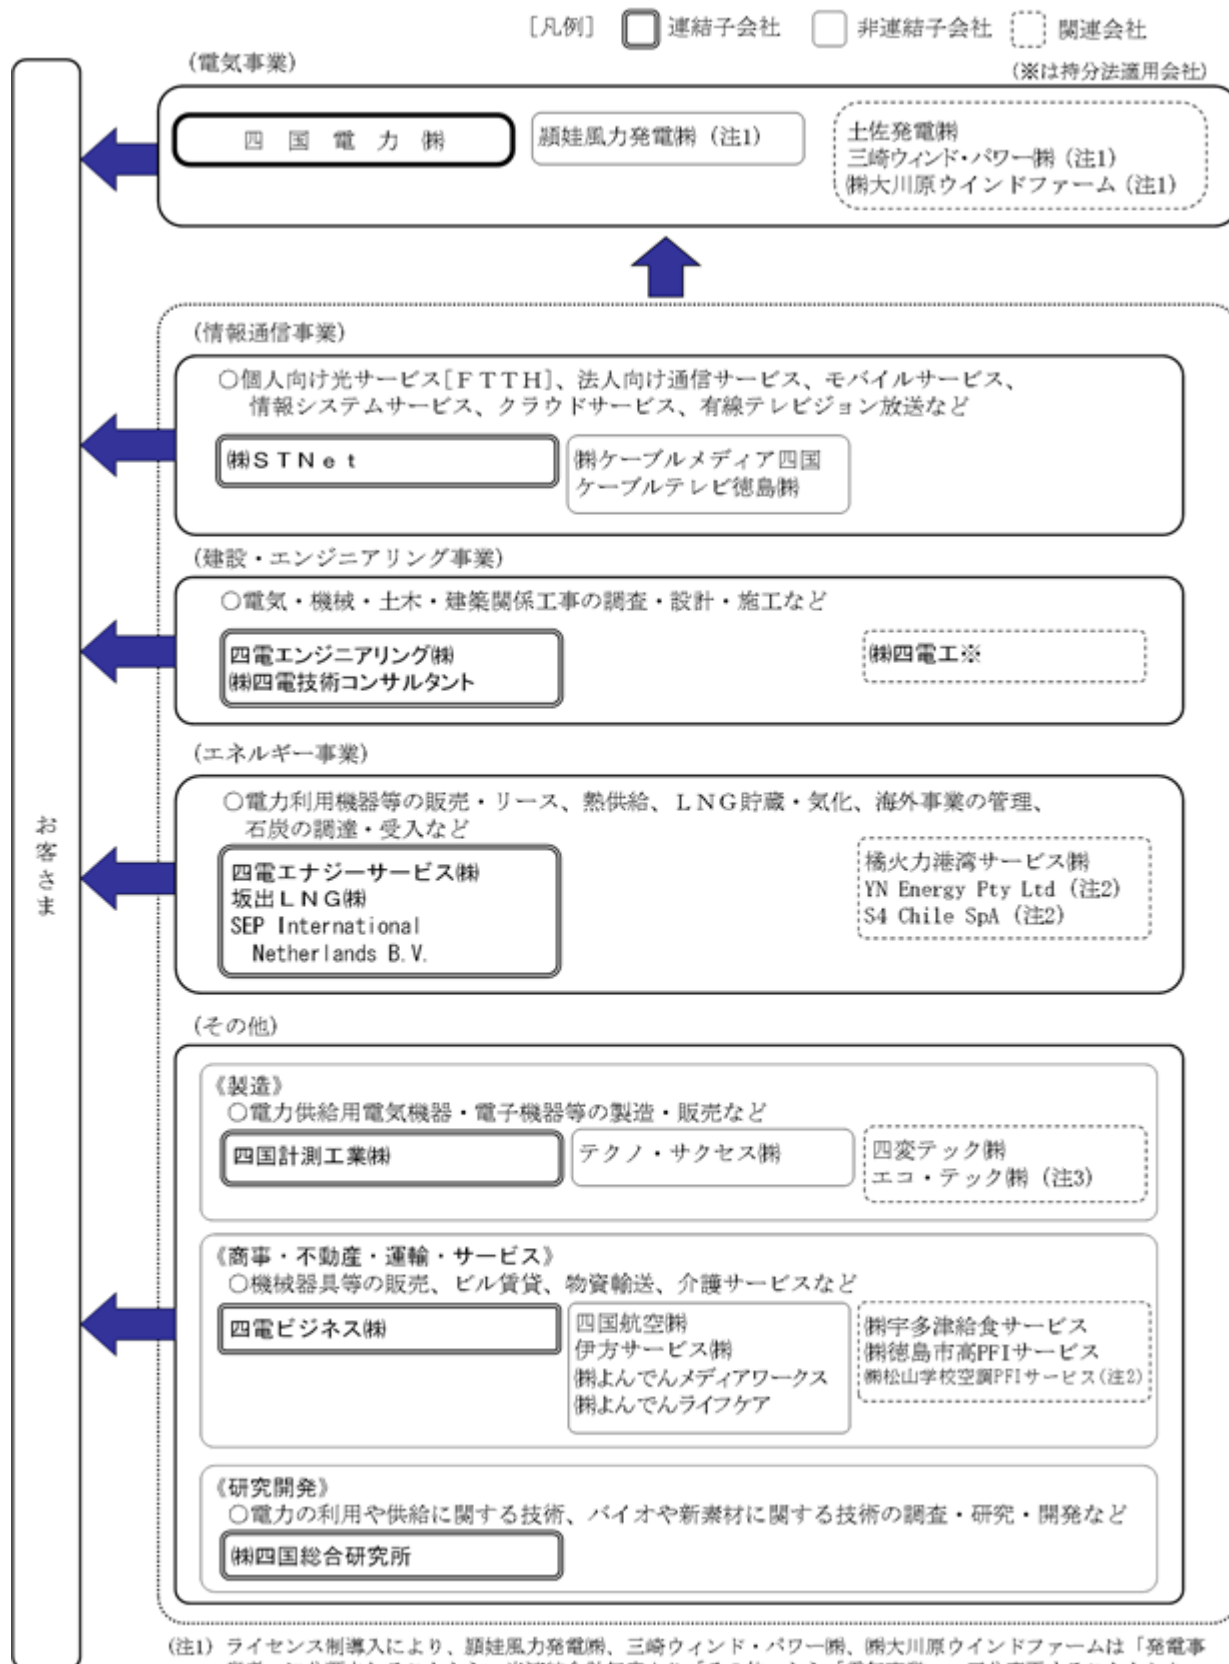 [凡例] 連結子会社 非連結子会社 関連会社
(電気事業)
(※は持分法適用会社)
四国電力㈱
頴娃風力発電㈱(注1)
土佐発電㈱
三崎ウィンド・パワー㈱(注1)
㈱大川原ウインドファーム(注1)
お客さま
(情報通信事業)
○個人向け光サービス[FTTH]、法人向け通信サービス、モバイルサービス、
情報システムサービス、クラウドサービス、有線テレビジョン放送など
㈱STNet
㈱ケーブルメディア四国
ケーブルテレビ徳島㈱
(建設・エンジニアリング事業)
○電気・機械・土木・建築関係工事の調査・設計・施工など
四電エンジニアリング㈱
㈱四電技術コンサルタント
㈱四電工※
(エネルギー事業)
○電力利用機器等の販売・リース、熱供給、LNG貯蔵・気化、海外事業の管理、
石炭の調達・受入など
四電エナジーサービス㈱
坂出LNG㈱
SEP International
Netherlands B.V.
橘火力港湾サービス㈱
YN Energy Pty Ltd (注2)
S4 Chile SpA (注2)
(その他)
《製造》
○電力供給用電気機器・電子機器等の製造・販売など
四国計測工業㈱
テクノ・サクセス㈱
四変テック㈱
エコ・テック㈱(注3)
《商事・不動産・運輸・サービス》
○機械器具等の販売、ビル賃貸、物資輸送、介護サービスなど
四電ビジネス㈱
四国航空㈱
伊方サービス㈱
㈱よんでんメディアワークス
㈱よんでんライフケア
㈱宇多津給食サービス
㈱徳島市高PFIサービス
㈱松山学校空調PFIサービス(注2)
《研究開発》
○電力の利用や供給に関する技術、バイオや新素材に関する技術の調査・研究・開発など
㈱四国総合研究所
(注1) ライセンス制導入により、頴娃風力発電㈱、三崎ウィンド・パワー㈱、㈱大川原ウインドファームは「発電事